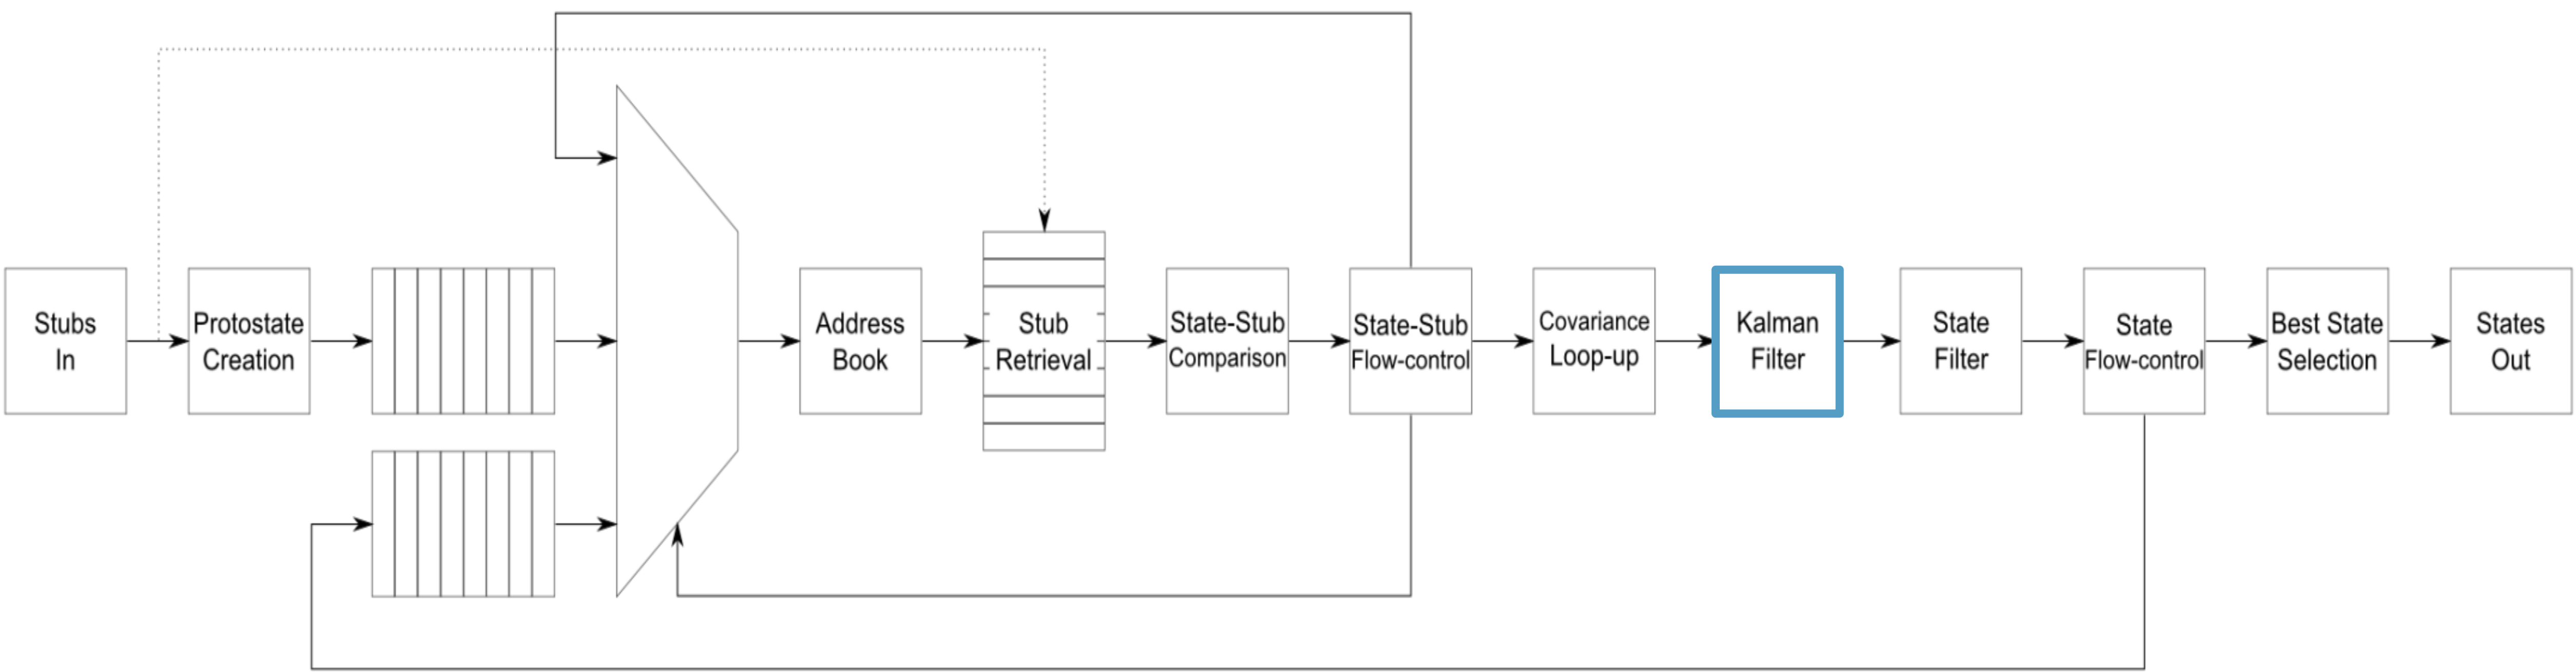 Stubs
In
Protostate
Creation
Address
Book
Stub
Retrieval
State-Stub
Comparison
State-Stub
Flow-control
Covariance
Loop-up
Kalman
Filter
State
Filter
State
Flow-control
Best State
Selection
States
Out